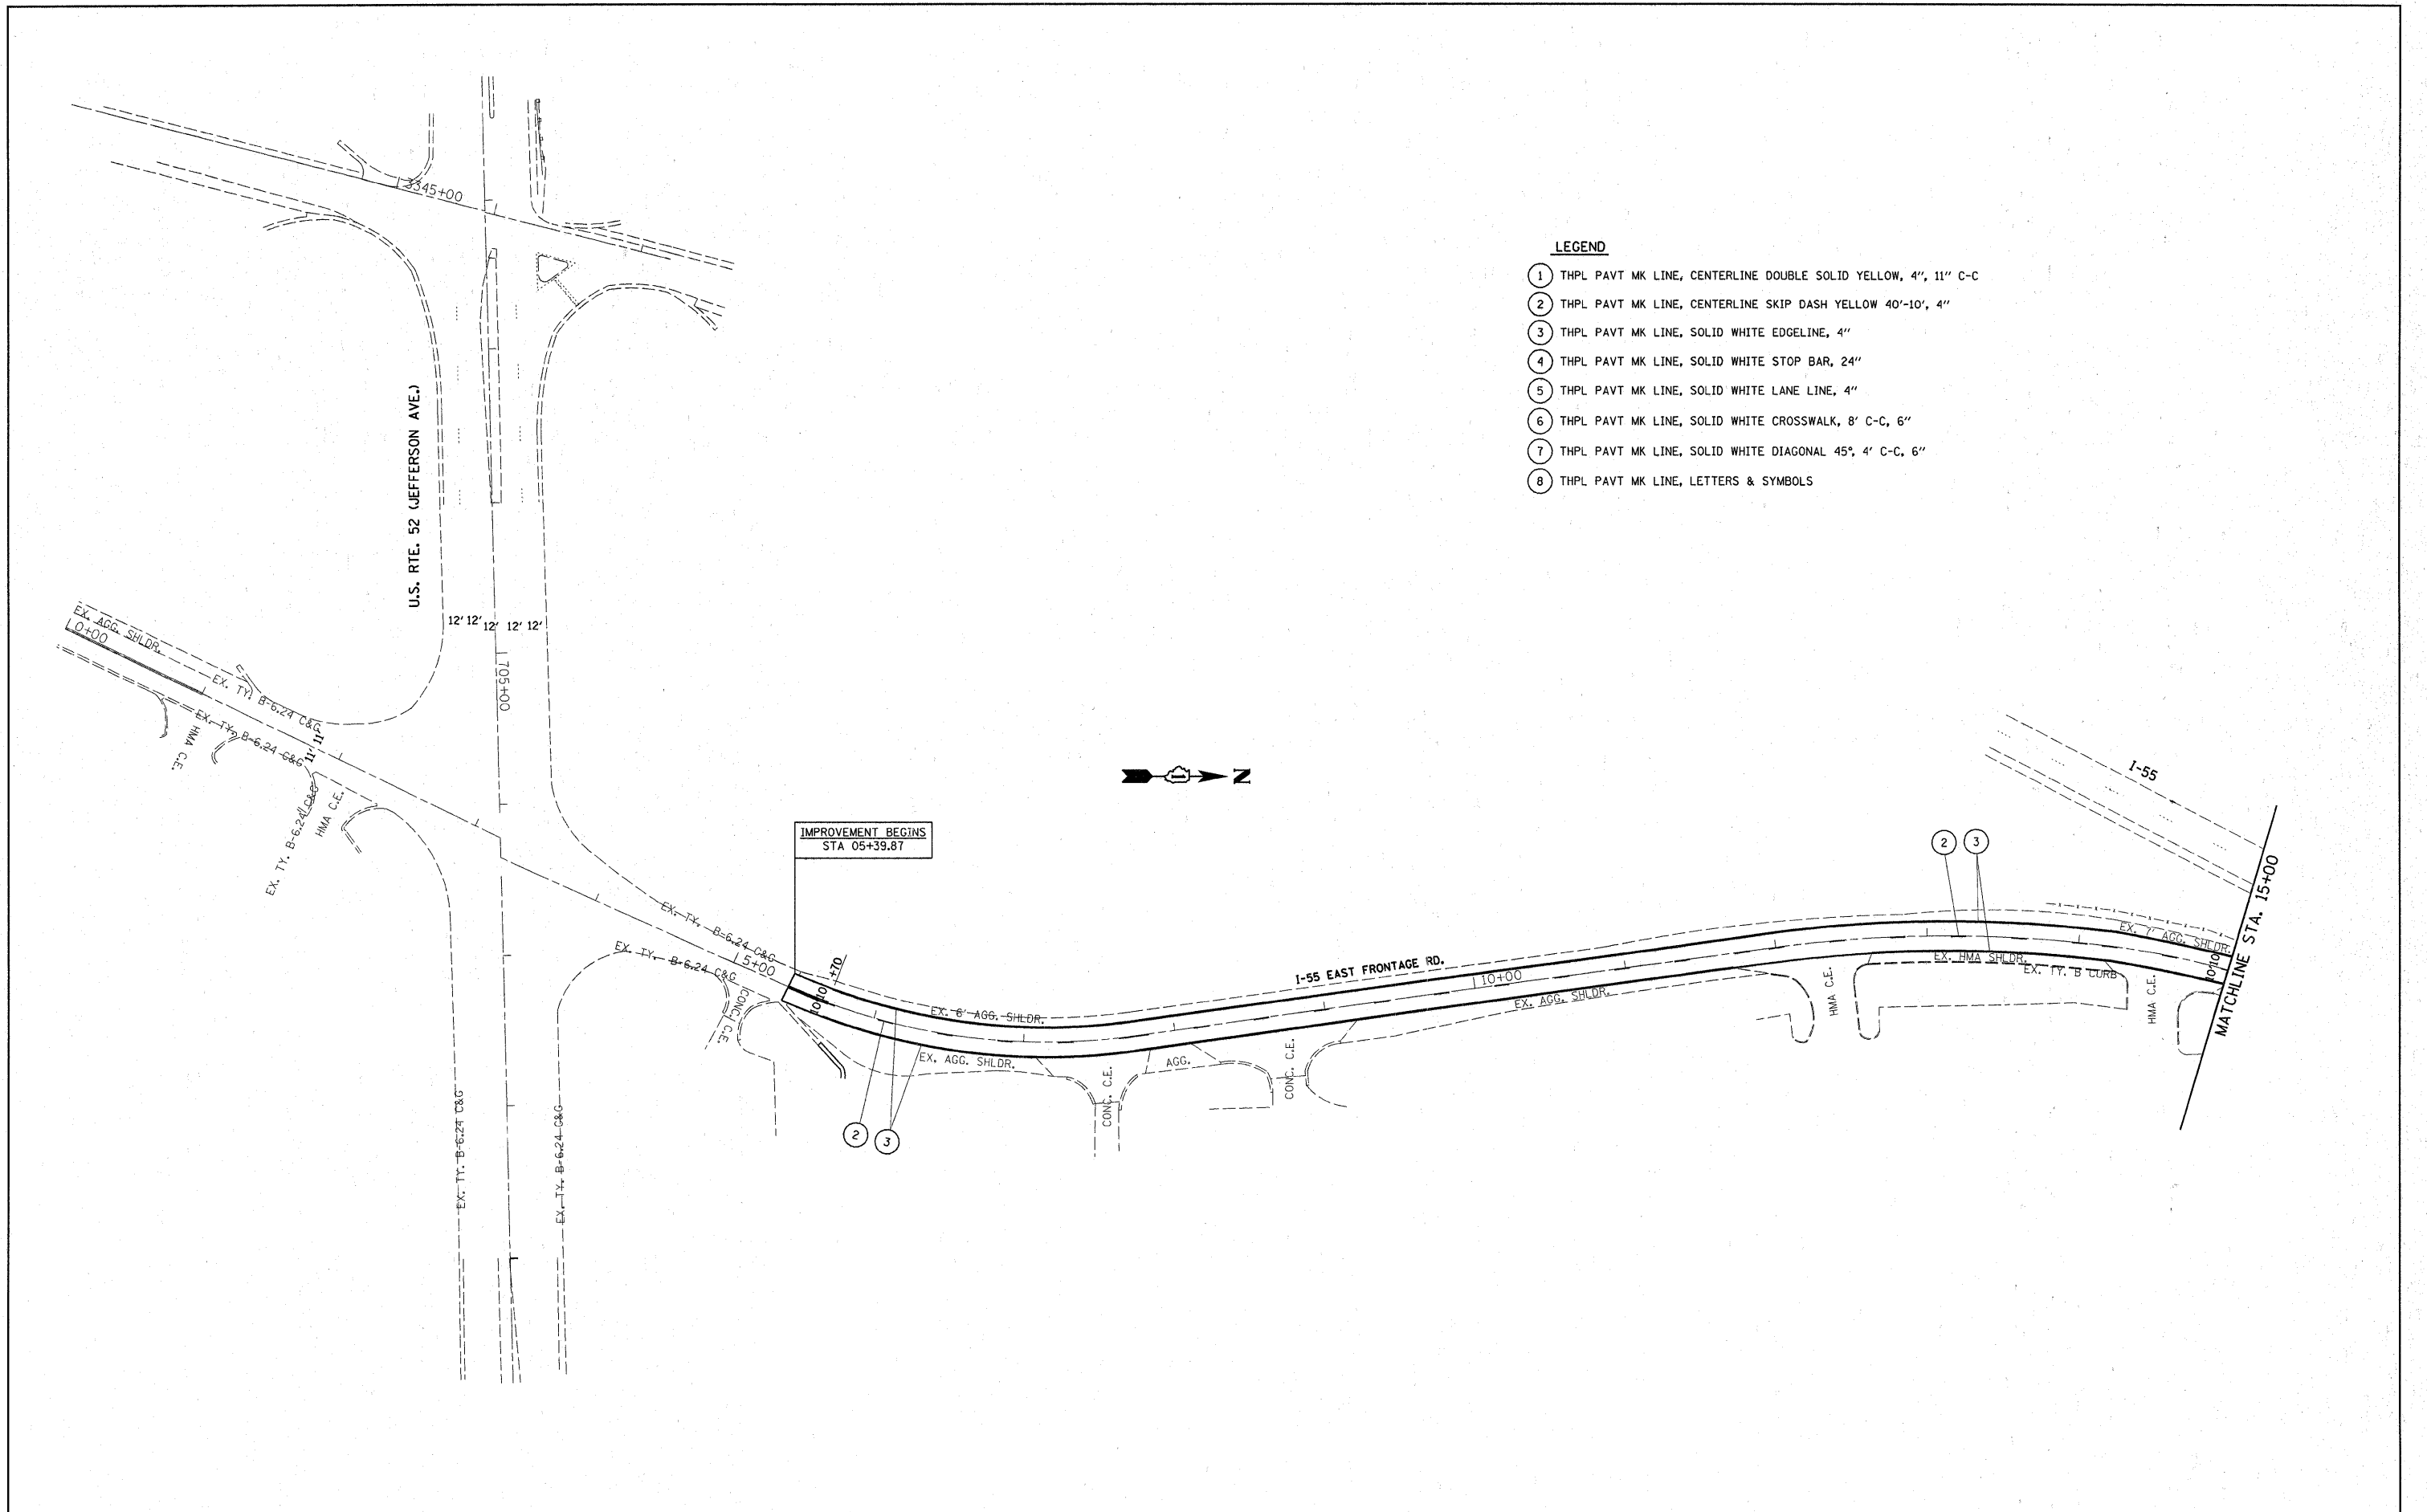 3345+00
LEGEND
1 THPL PAVT MK LINE, CENTERLINE DOUBLE SOLID YELLOW, 4", 11" C-C
2 THPL PAVT MK LINE, CENTERLINE SKIP DASH YELLOW 40'-10', 4"
3 THPL PAVT MK LINE, SOLID WHITE EDGELINE, 4"
4 THPL PAVT MK LINE, SOLID WHITE STOP BAR, 24"
5 THPL PAVT MK LINE, SOLID WHITE LANE LINE, 4"
6 THPL PAVT MK LINE, SOLID WHITE CROSSWALK, 8' C-C, 6"
7 THPL PAVT MK LINE, SOLID WHITE DIAGONAL 45°, 4' C-C, 6"
8 THPL PAVT MK LINE, LETTERS & SYMBOLS
U.S. RTE. 52 (JEFFERSON AVE.)
12' 12' 12' 12' 12'
705+00
EX. AGG. SHLDR.
0+00
EX. TY. B-6.24 C&G
EX. TY. B-6.24 C&G
11' 11'
HMA C.E.
HMA C.E.
EX. TY. B-6.24 C&G
N
I-55
IMPROVEMENT BEGINS
STA 05+39.87
2 3
MATCHLINE STA. 15+00
EX. TY. B-6.24 C&G
EX. TY. B-6.24 C&G
5+00
+70
10' 10'
CONC. C.E.
I-55 EAST FRONTAGE RD.
10+00
EX. 6' AGG. SHLDR.
EX. AGG. SHLDR.
EX. AGG. SHLDR.
AGG.
CONC. C.E.
CONC. C.E.
EX. 7' AGG. SHLDR.
EX. HMA SHLDR.
EX. TY. B CURB
10' 10'
HMA C.E.
HMA C.E.
2 3
EX. TY. B-6.24 C&G
EX. TY. B-6.24 C&G